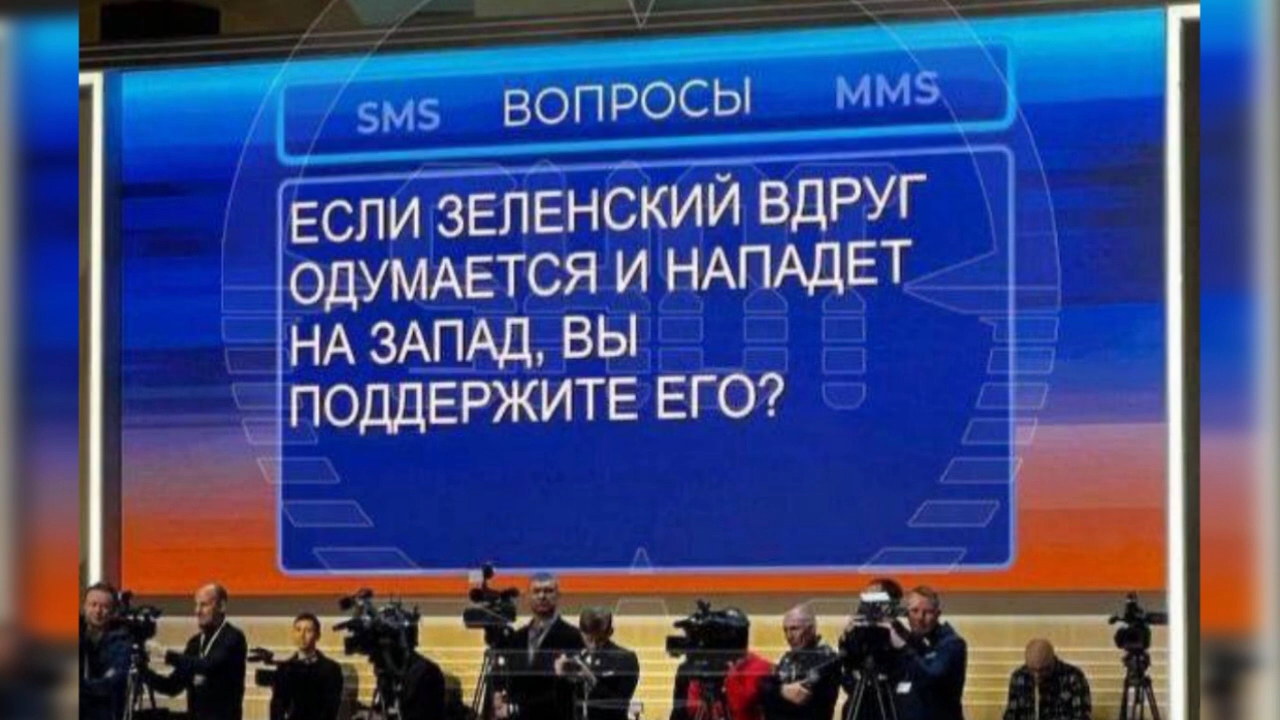 SMS ВОПРОСЫ MMS
ЕСЛИ ЗЕЛЕНСКИЙ ВДРУГ
ОДУМАЕТСЯ И НАПАДЕТ
НА ЗАПАД, ВЫ
ПОДДЕРЖИТЕ ЕГО?